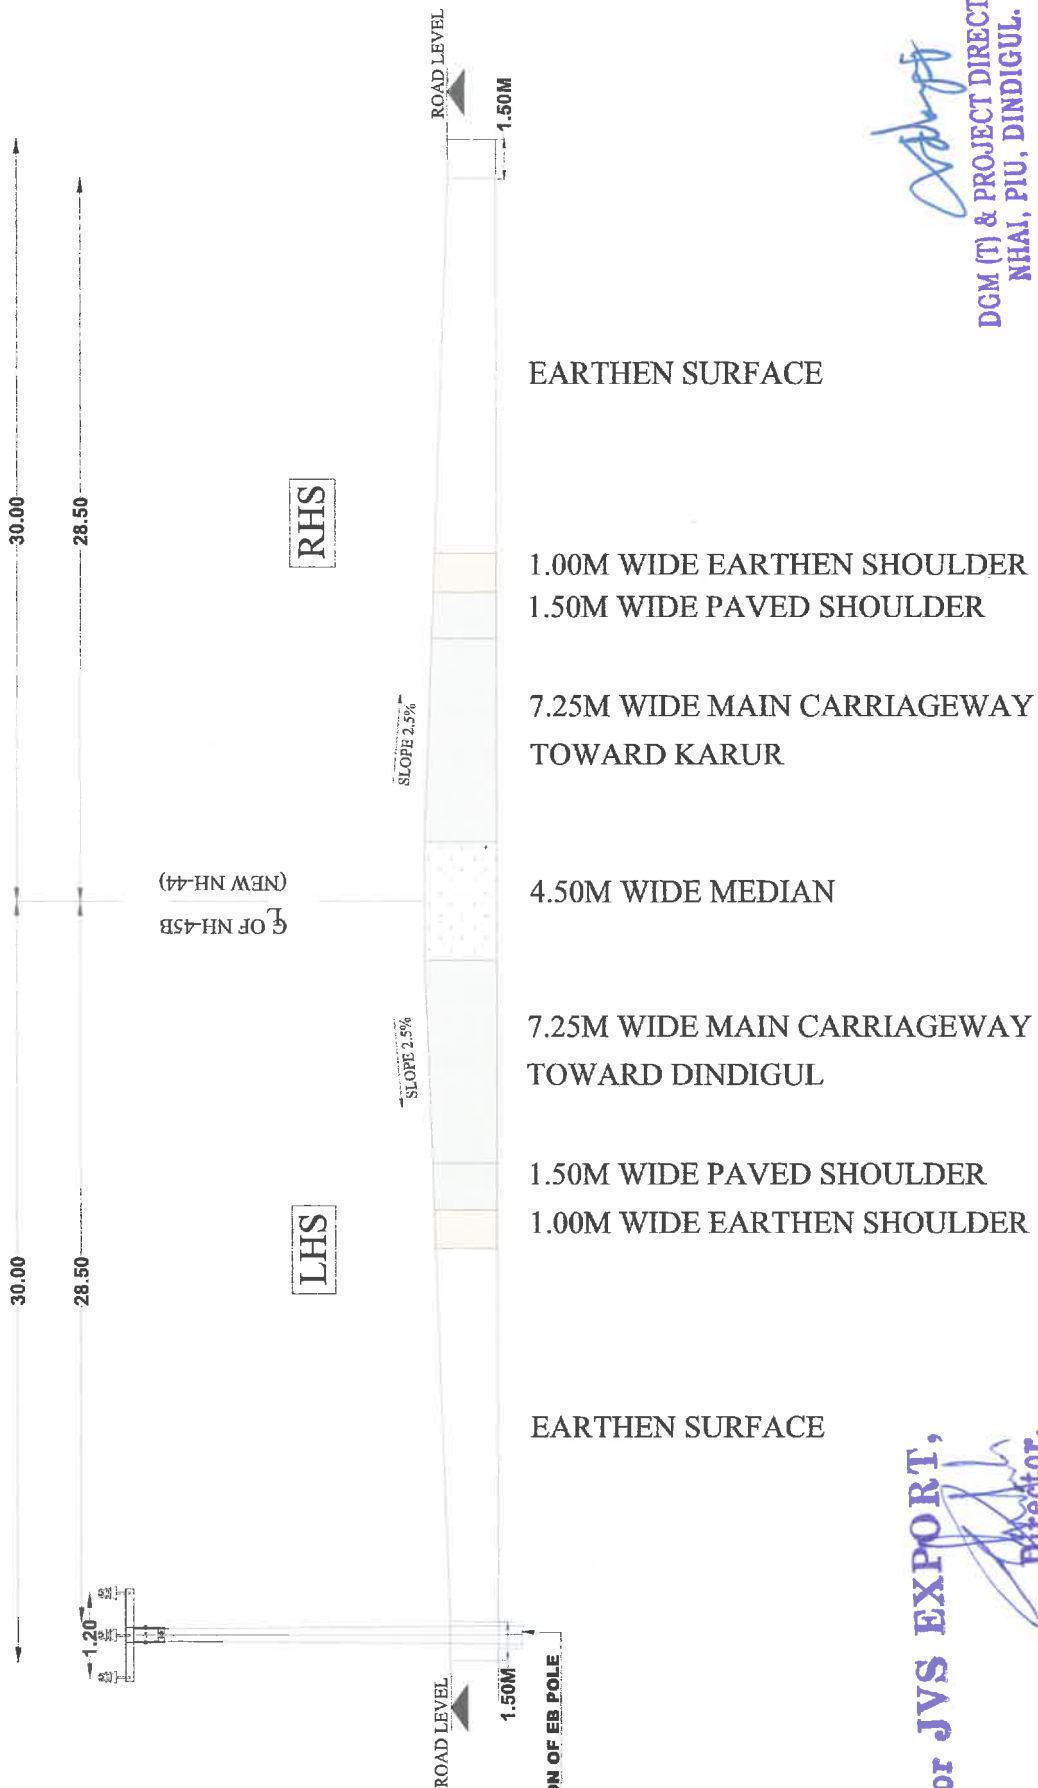 30.00
30.00
28.50
28.50
1.20
LHS
RHS
₵ OF NH-45B
(NEW NH-44)
SLOPE 2.5%
SLOPE 2.5%
ROAD LEVEL
ROAD LEVEL
1.50M
1.50M
ON OF EB POLE
EARTHEN SURFACE
1.00M WIDE EARTHEN SHOULDER
1.50M WIDE PAVED SHOULDER
7.25M WIDE MAIN CARRIAGEWAY
TOWARD KARUR
4.50M WIDE MEDIAN
7.25M WIDE MAIN CARRIAGEWAY
TOWARD DINDIGUL
1.50M WIDE PAVED SHOULDER
1.00M WIDE EARTHEN SHOULDER
EARTHEN SURFACE
or JVS EXPORT,
Director.
DGM (T) & PROJECT DIRECT
NHAI, PIU, DINDIGUL.